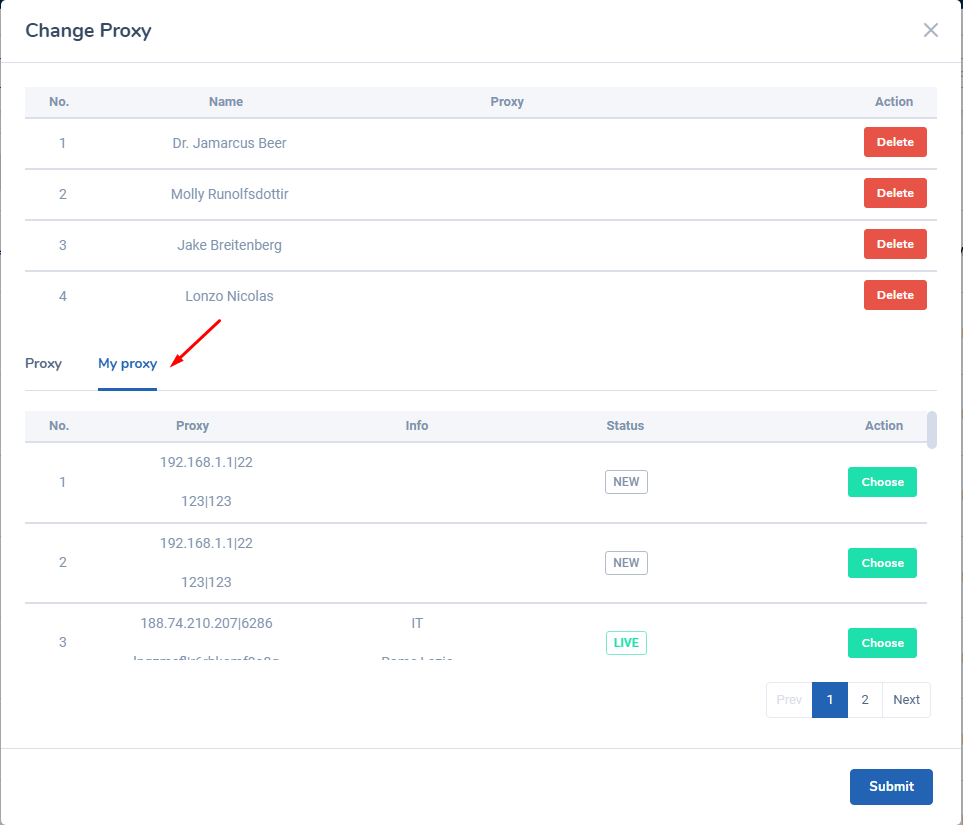 Change Proxy
No. Name Proxy Action
1 Dr. Jamarcus Beer Delete
2 Molly Runolfsdottir Delete
3 Jake Breitenberg Delete
4 Lonzo Nicolas Delete
Proxy My proxy
No. Proxy Info Status Action
192.168.1.1|22
1 NEW Choose
123|123
192.168.1.1|22
2 NEW Choose
123|123
188.74.210.207|6286 IT
3 LIVE Choose
Prev 1 2 Next
Submit